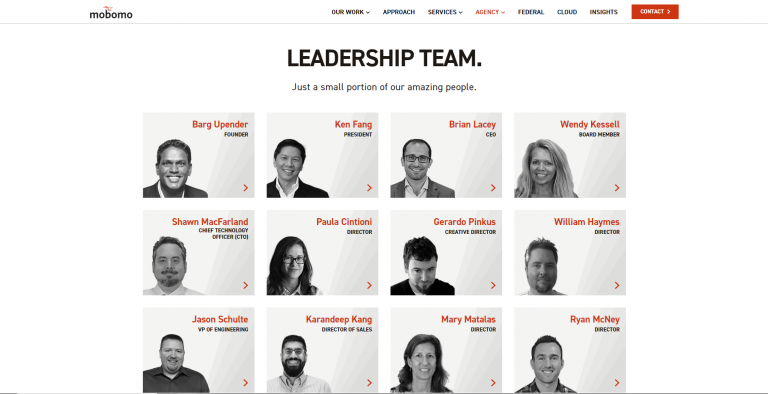 mobomo
OUR WORK APPROACH SERVICES AGENCY FEDERAL CLOUD INSIGHTS CONTACT
LEADERSHIP TEAM.
Just a small portion of our amazing people.
Barg Upender
FOUNDER
Ken Fang
PRESIDENT
Brian Lacey
CEO
Wendy Kessell
BOARD MEMBER
Shawn MacFarland
CHIEF TECHNOLOGY
OFFICER (CTO)
Paula Cintioni
DIRECTOR
Gerardo Pinkus
CREATIVE DIRECTOR
William Haymes
DIRECTOR
Jason Schulte
VP OF ENGINEERING
Karandeep Kang
DIRECTOR OF SALES
Mary Matalas
DIRECTOR
Ryan McNey
DIRECTOR